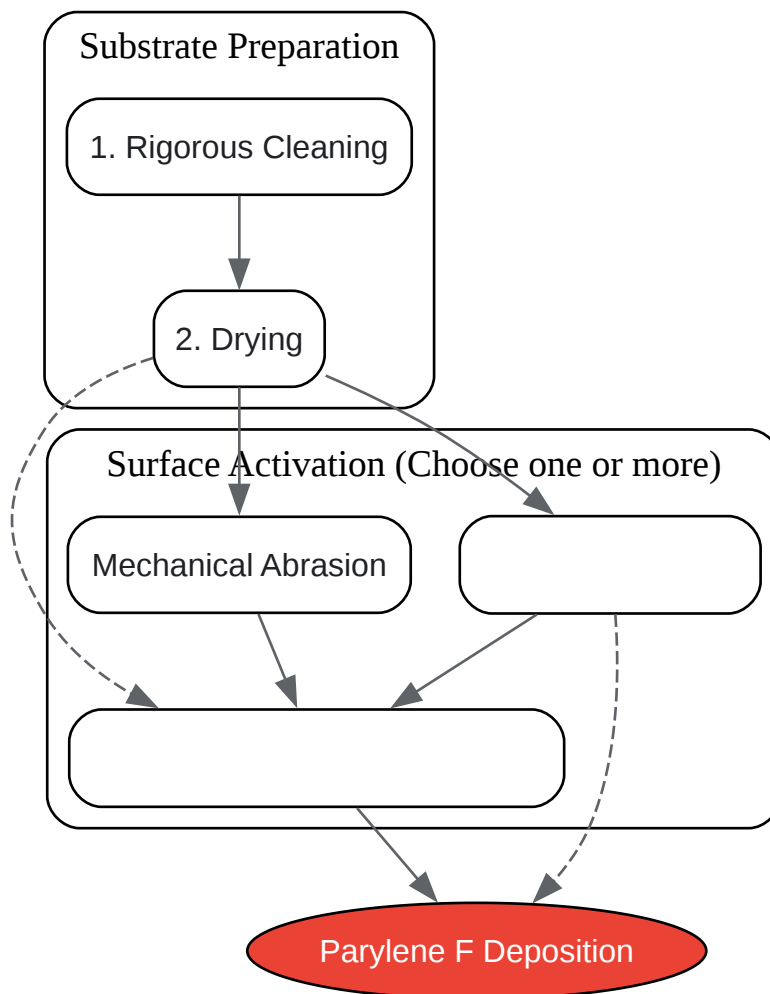 Substrate Preparation
1. Rigorous Cleaning
2. Drying
Surface Activation (Choose one or more)
Mechanical Abrasion
Parylene F Deposition